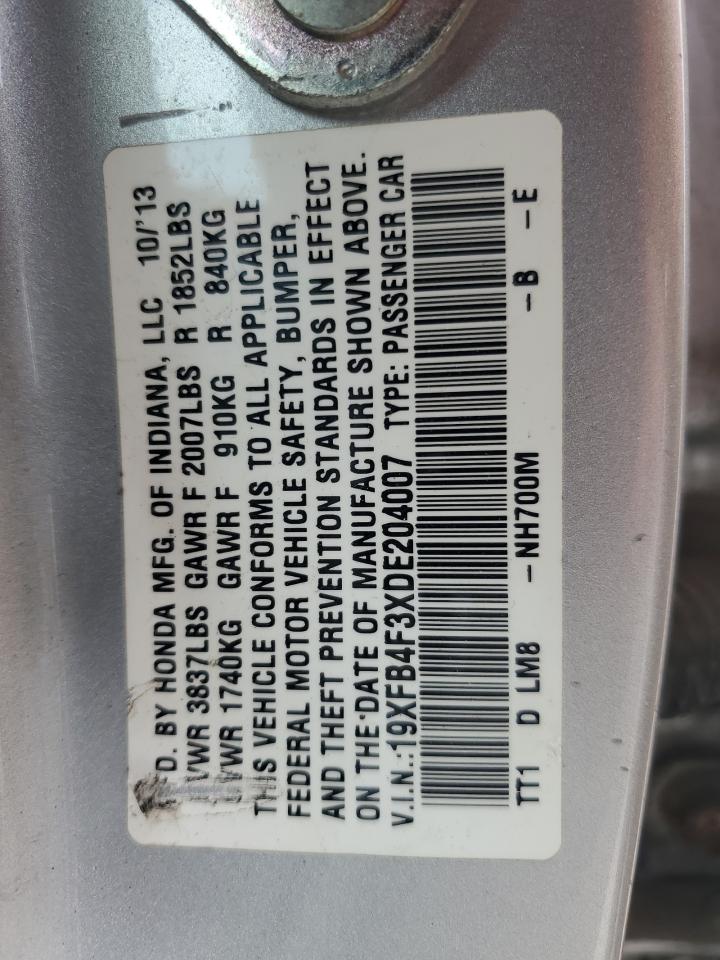 D. BY HONDA MFG. OF INDIANA, LLC 10/'13
VWR 3837LBS GAWR F 2007LBS R 1852LBS
VWR 1740KG GAWR F 910KG R 840KG
THIS VEHICLE CONFORMS TO ALL APPLICABLE
FEDERAL MOTOR VEHICLE SAFETY, BUMPER,
AND THEFT PREVENTION STANDARDS IN EFFECT
ON THE DATE OF MANUFACTURE SHOWN ABOVE.
V.I.N.:19XFB4F3XDE204007 TYPE: PASSENGER CAR
TT1 D LM8 -NH700M -B -E